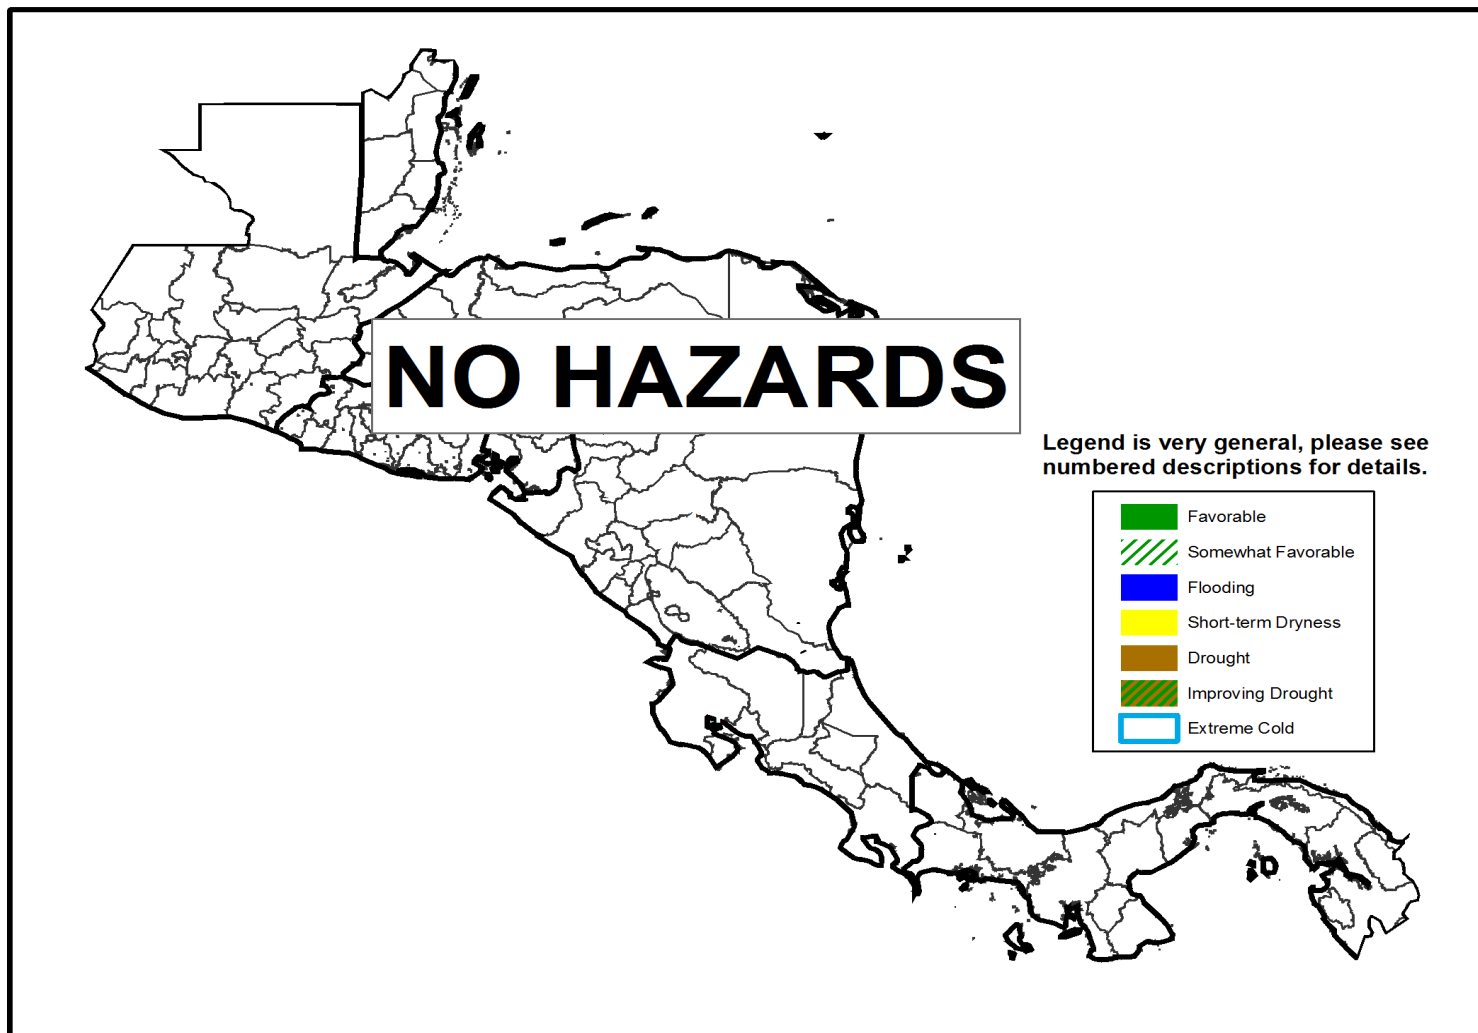 NO HAZARDS
Legend is very general, please see
numbered descriptions for details.
Favorable
Somewhat Favorable
Flooding
Short-term Dryness
Drought
Improving Drought
Extreme Cold